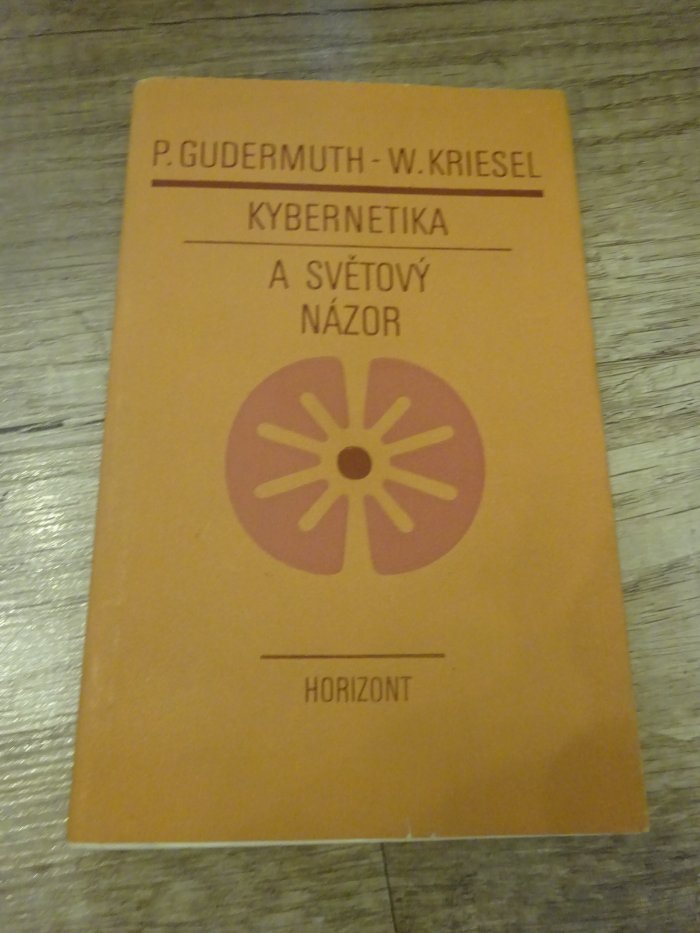 P. GUDERMUTH - W. KRIESEL
KYBERNETIKA
A SVĚTOVÝ
NÁZOR
HORIZONT